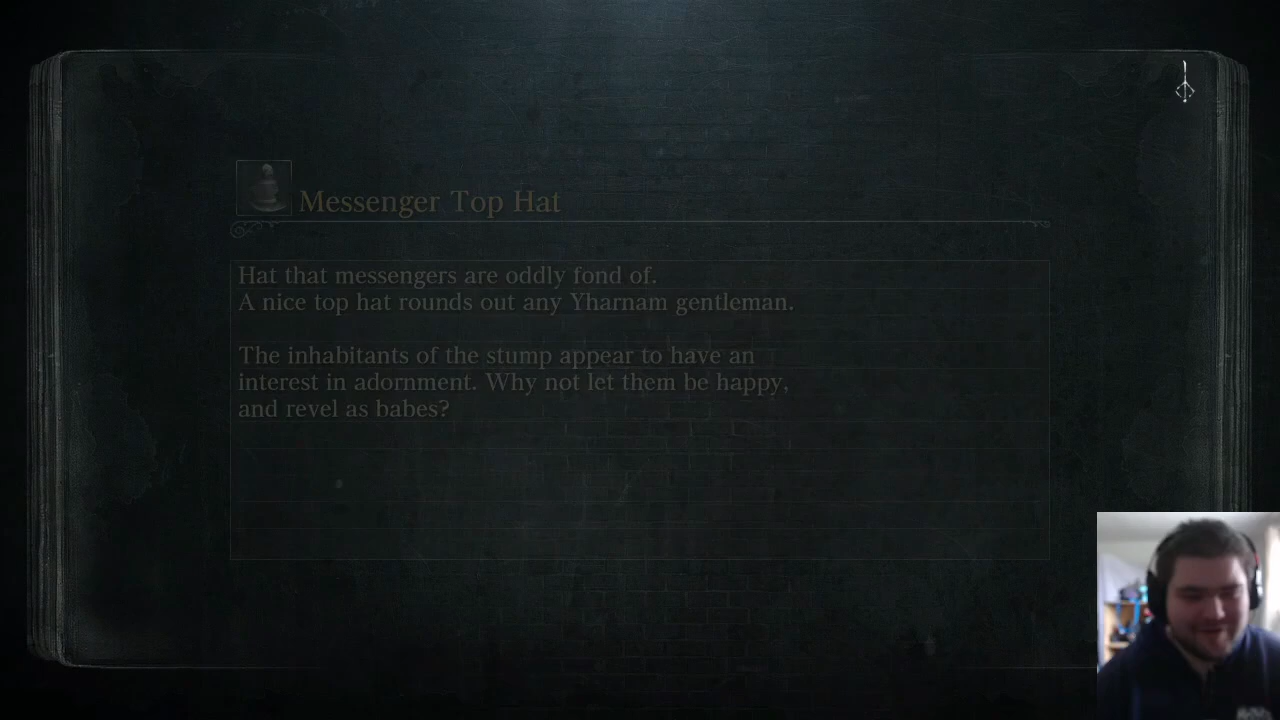 Messenger Top Hat
Hat that messengers are oddly fond of.
A nice top hat rounds out any Yharnam gentleman.
The inhabitants of the stump appear to have an
interest in adornment. Why not let them be happy,
and revel as babes?